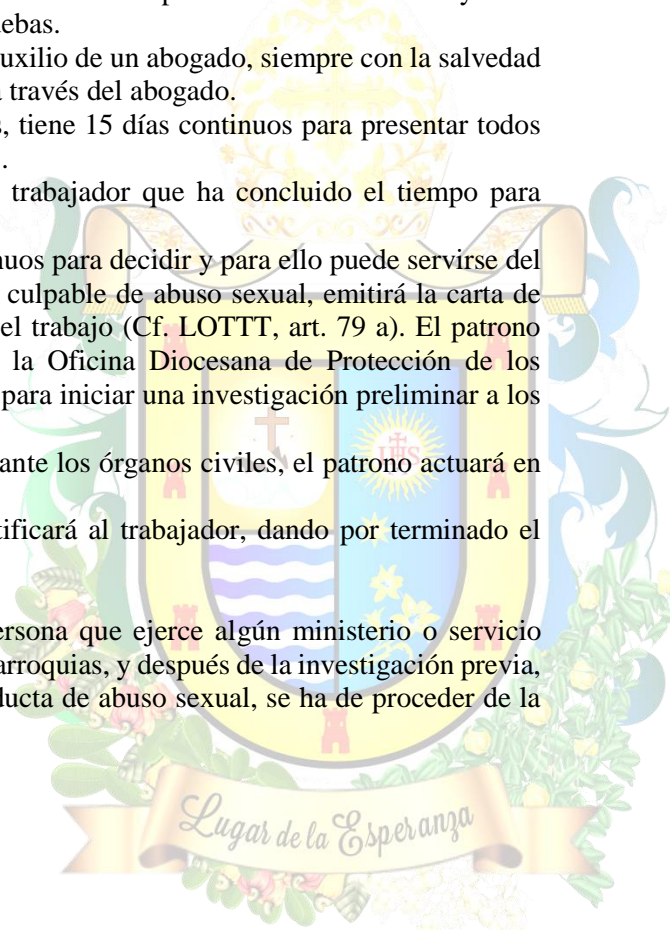 uebas.
uxilio de un abogado, siempre con la salvedad
través del abogado.
s, tiene 15 días continuos para presentar todos
.
trabajador que ha concluido el tiempo para
nuos para decidir y para ello puede servirse del
culpable de abuso sexual, emitirá la carta de
el trabajo (Cf. LOTTT, art. 79 a). El patrono
la Oficina Diocesana de Protección de los
para iniciar una investigación preliminar a los
ante los órganos civiles, el patrono actuará en
tificará al trabajador, dando por terminado el
ersona que ejerce algún ministerio o servicio
arroquias, y después de la investigación previa,
ducta de abuso sexual, se ha de proceder de la
JHS
Lugar de la Esperanza